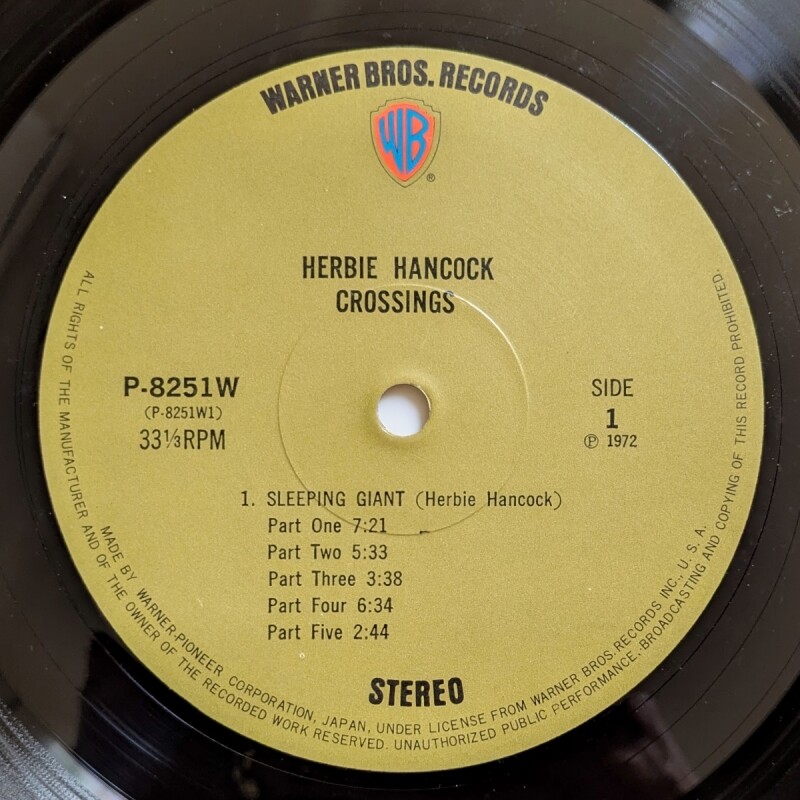 WARNER BROS. RECORDS
WB
®
HERBIE HANCOCK
CROSSINGS
P-8251W
(P-8251W1)
33⅓RPM
SIDE
1
Ⓟ 1972
1. SLEEPING GIANT (Herbie Hancock)
Part One 7:21
Part Two 5:33
Part Three 3:38
Part Four 6:34
Part Five 2:44
STEREO
MADE BY WARNER-PIONEER CORPORATION, JAPAN, UNDER LICENSE FROM WARNER BROS. RECORDS INC., U. S. A.
ALL RIGHTS OF THE MANUFACTURER AND OF THE OWNER OF THE RECORDED WORK RESERVED. UNAUTHORIZED PUBLIC PERFORMANCE, BROADCASTING AND COPYING OF THIS RECORD PROHIBITED.